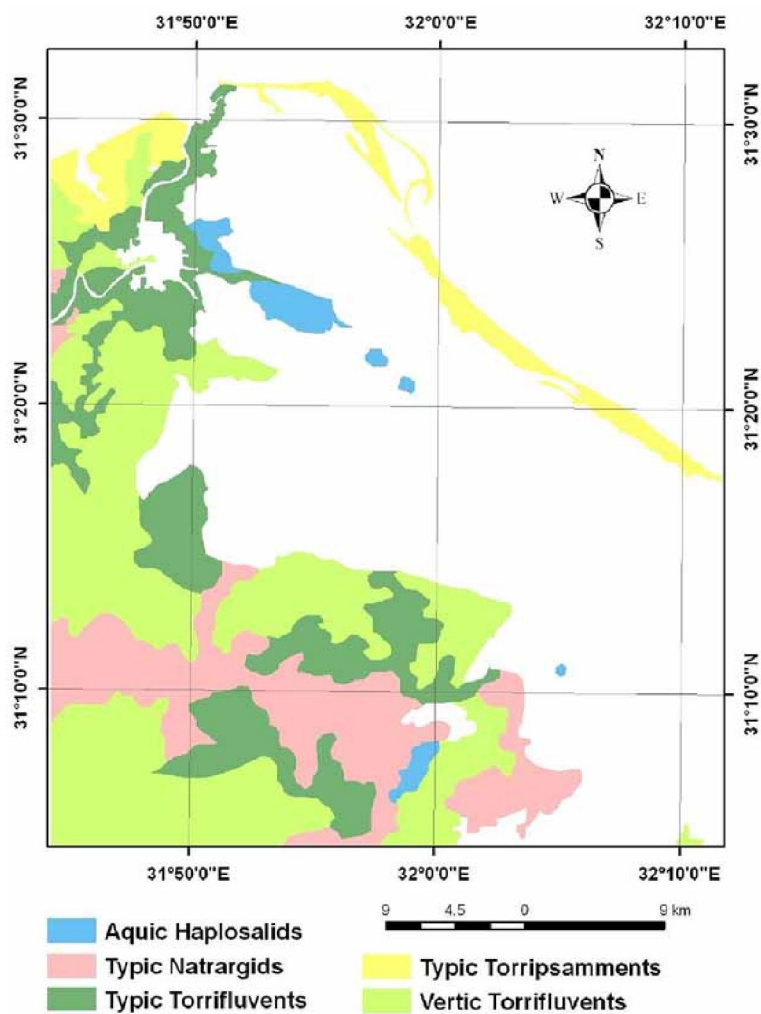 31°50'0"E 32°0'0"E 32°10'0"E
31°30'0"N 31°30'0"N
N
W E
S
31°20'0"N 31°20'0"N
31°10'0"N 31°10'0"N
31°50'0"E 32°0'0"E 32°10'0"E
9 4.5 0 9 km
Aquic Haplosalids
Typic Natrargids Typic Torripsamments
Typic Torrifluvents Vertic Torrifluvents